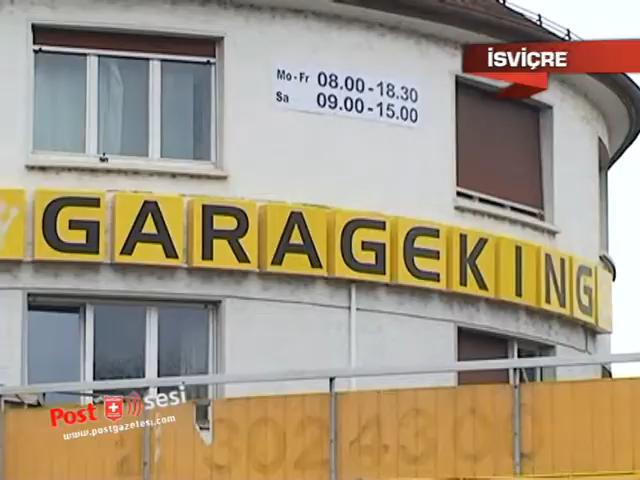 İSVİÇRE
Mo-Fr 08.00-18.30
Sa 09.00-15.00
GARAGEKING
Post sesi
www.postgazetesi.com